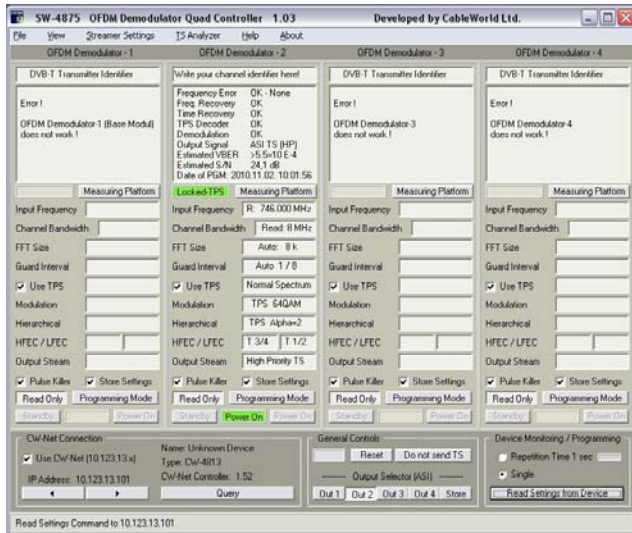 SW-4875 OFDM Demodulator Quad Controller 1.03 Developed by CableWorld Ltd.
File View Streamer Settings TS Analyzer Help About
OFDM Demodulator - 1
DVB-T Transmitter Identifier
Error !
OFDM Demodulator-1 (Base Modul)
does not work !
Measuring Platform
Input Frequency
Channel Bandwidth
FFT Size
Guard Interval
Use TPS
Modulation
Hierarchical
HFEC / LFEC
Output Stream
Pulse Killer Store Settings
Read Only Programming Mode
Standby Power On
OFDM Demodulator - 2
Write your channel identifier here!
Frequency Error OK - None
Freq. Recovery OK
Time Recovery OK
TPS Decoder OK
Demodulation OK
Output Signal ASI TS (HP)
Estimated VBER >5.5×10 E-4
Estimated S/N 24,1 dB
Date of PGM: 2010.11.02. 10:01:56
Locked-TPS Measuring Platform
Input Frequency R: 746.000 MHz
Channel Bandwidth Read: 8 MHz
FFT Size Auto: 8 k
Guard Interval Auto 1 / 8
Use TPS Normal Spectrum
Modulation TPS 64QAM
Hierarchical TPS Alpha=2
HFEC / LFEC T 3/4 T 1/2
Output Stream High Priority TS
Pulse Killer Store Settings
Read Only Programming Mode
Standby Power On Power On
OFDM Demodulator - 3
DVB-T Transmitter Identifier
Error !
OFDM Demodulator-3
does not work !
Measuring Platform
Input Frequency
Channel Bandwidth
FFT Size
Guard Interval
Use TPS
Modulation
Hierarchical
HFEC / LFEC
Output Stream
Pulse Killer Store Settings
Read Only Programming Mode
Standby Power On
OFDM Demodulator - 4
DVB-T Transmitter Identifier
Error !
OFDM Demodulator-4
does not work !
Measuring Platform
Input Frequency
Channel Bandwidth
FFT Size
Guard Interval
Use TPS
Modulation
Hierarchical
HFEC / LFEC
Output Stream
Pulse Killer Store Settings
Read Only Programming Mode
Standby Power On
CW-Net Connection
Use CW-Net (10.123.13.x)
IP Address: 10.123.13.101
Name: Unknown Device
Type: CW-4813
CW-Net Controller: 1.52
Query
General Controls
Reset Do not send TS
Output Selector (ASI)
Out 1 Out 2 Out 3 Out 4 Store
Device Monitoring / Programming
Repetition Time 1 sec
Single
Read Settings from Device
Read Settings Command to 10.123.13.101